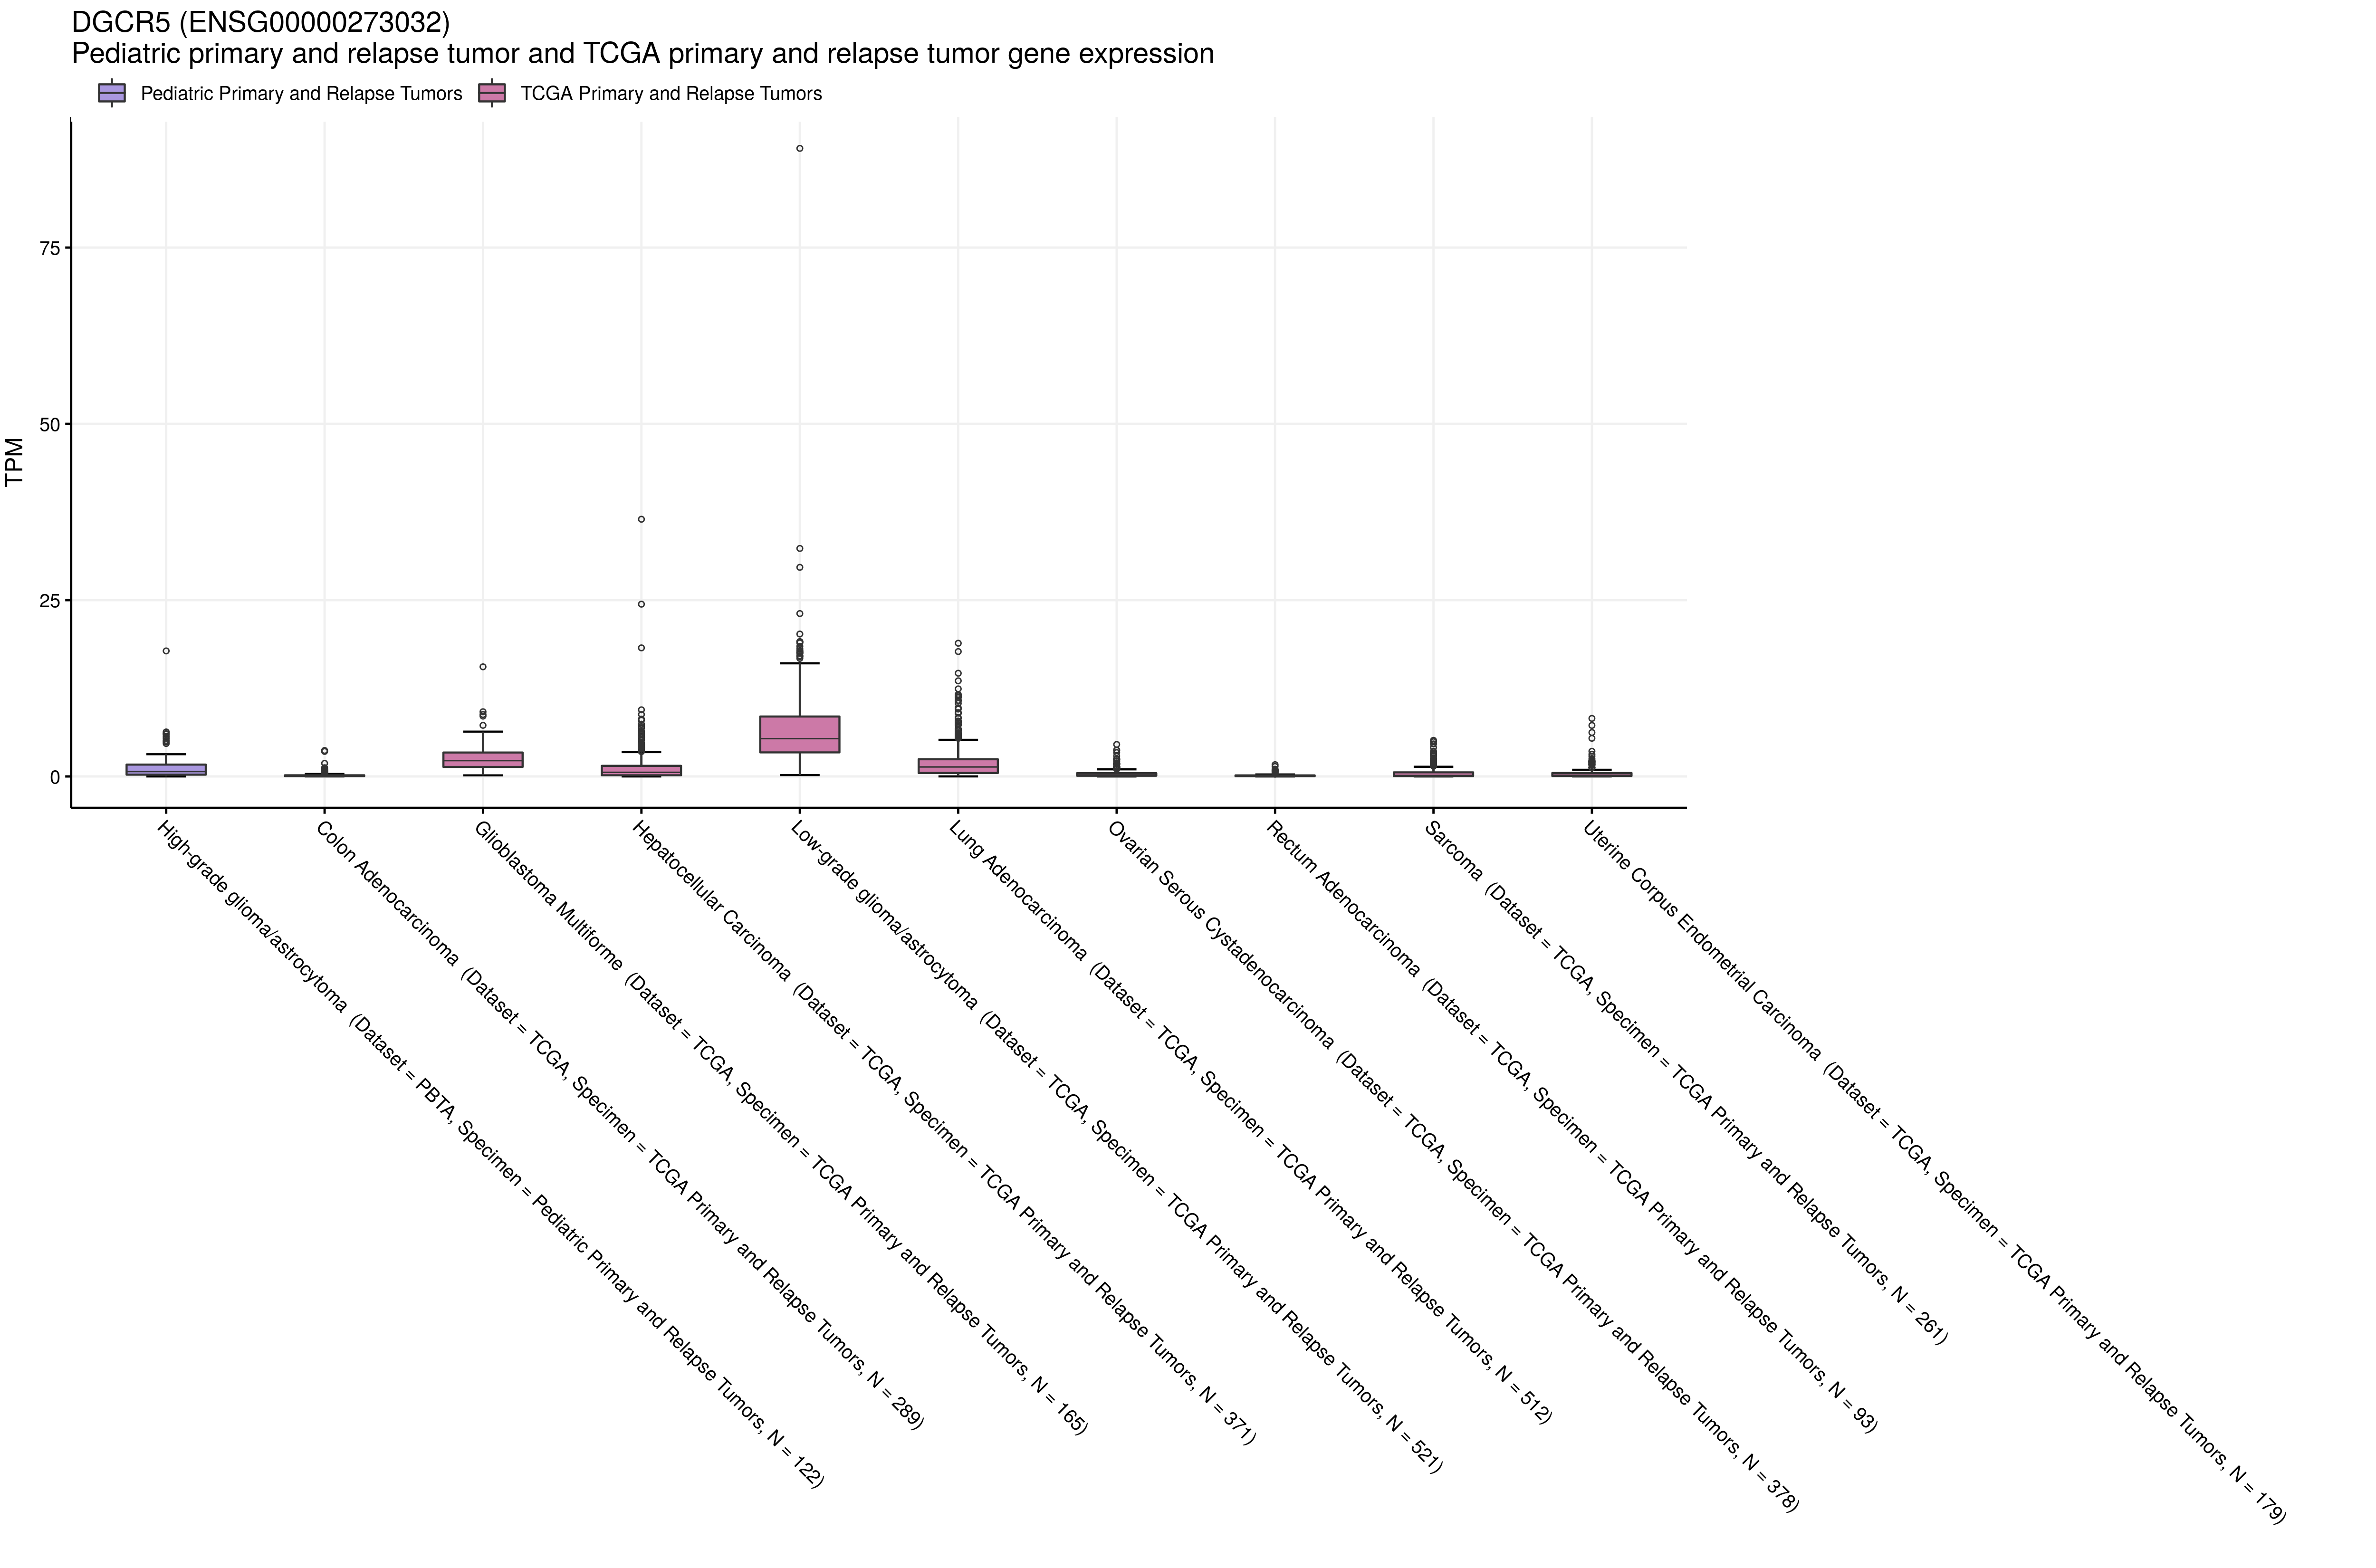 DGCR5 (ENSG00000273032)
Pediatric primary and relapse tumor and TCGA primary and relapse tumor gene expression
Pediatric Primary and Relapse Tumors
TCGA Primary and Relapse Tumors
TPM
75
50
25
0
High-grade glioma/astrocytoma (Dataset = PBTA, Specimen = Pediatric Primary and Relapse Tumors, N = 122)
Colon Adenocarcinoma (Dataset = TCGA, Specimen = TCGA Primary and Relapse Tumors, N = 289)
Glioblastoma Multiforme (Dataset = TCGA, Specimen = TCGA Primary and Relapse Tumors, N = 165)
Hepatocellular Carcinoma (Dataset = TCGA, Specimen = TCGA Primary and Relapse Tumors, N = 371)
Low-grade glioma/astrocytoma (Dataset = TCGA, Specimen = TCGA Primary and Relapse Tumors, N = 521)
Lung Adenocarcinoma (Dataset = TCGA, Specimen = TCGA Primary and Relapse Tumors, N = 512)
Ovarian Serous Cystadenocarcinoma (Dataset = TCGA, Specimen = TCGA Primary and Relapse Tumors, N = 378)
Rectum Adenocarcinoma (Dataset = TCGA, Specimen = TCGA Primary and Relapse Tumors, N = 93)
Sarcoma (Dataset = TCGA, Specimen = TCGA Primary and Relapse Tumors, N = 261)
Uterine Corpus Endometrial Carcinoma (Dataset = TCGA, Specimen = TCGA Primary and Relapse Tumors, N = 179)